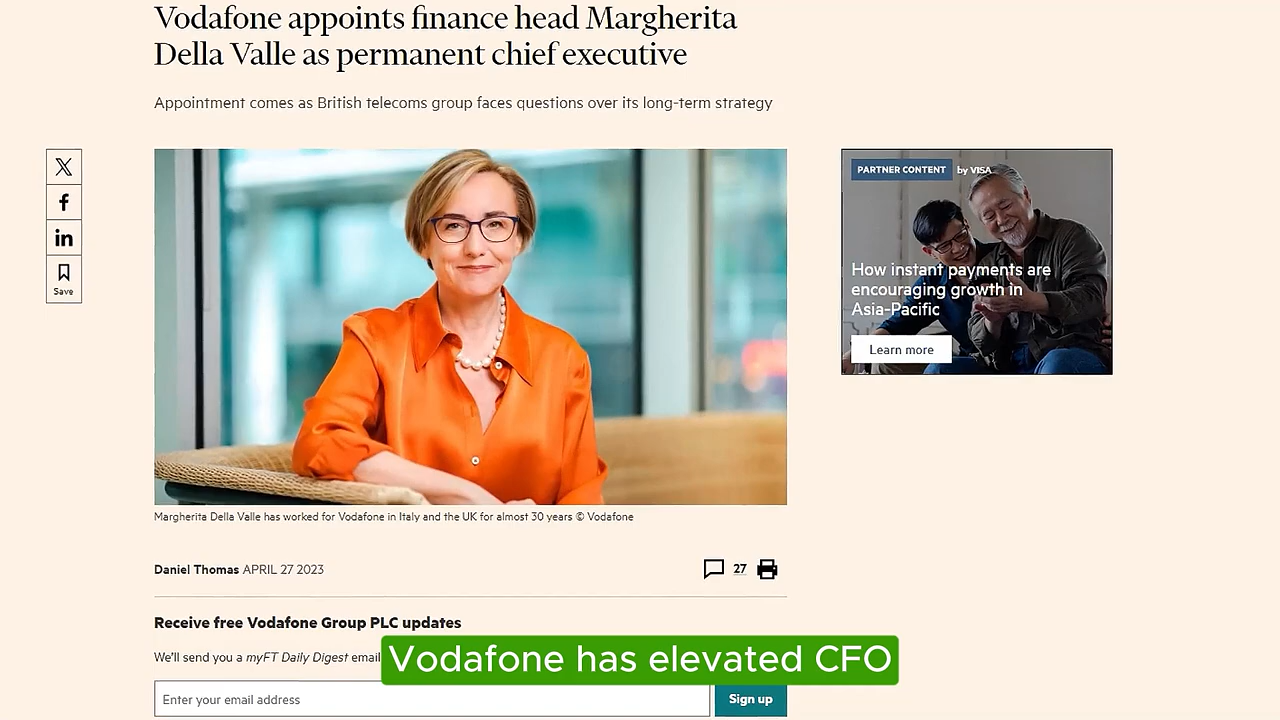 Vodafone appoints finance head Margherita
Della Valle as permanent chief executive
Appointment comes as British telecoms group faces questions over its long-term strategy
Save
PARTNER CONTENT by VISA
How instant payments are
encouraging growth in
Asia-Pacific
Learn more
Margherita Della Valle has worked for Vodafone in Italy and the UK for almost 30 years © Vodafone
Daniel Thomas APRIL 27 2023
27
Receive free Vodafone Group PLC updates
We'll send you a myFT Daily Digest email
Vodafone has elevated CFO
Enter your email address
Sign up